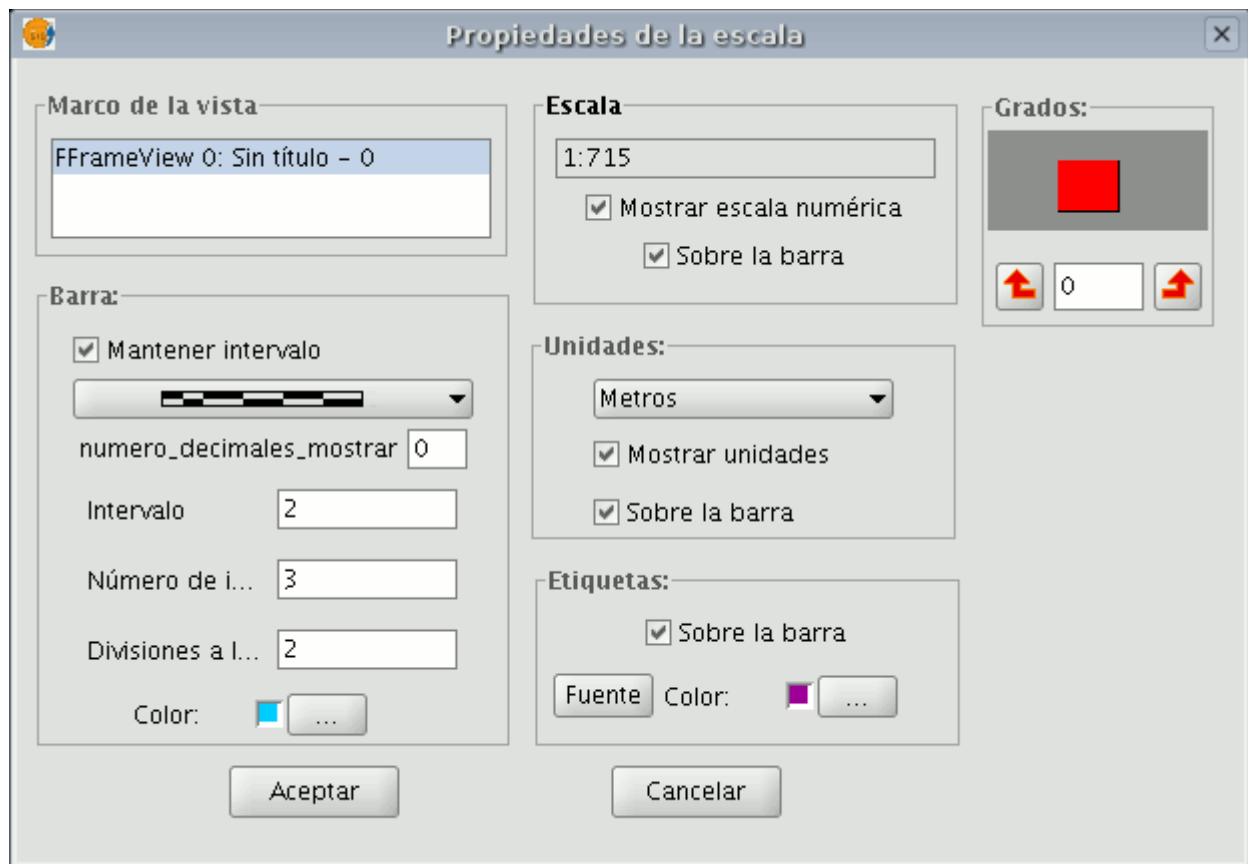 Propiedades de la escala
Marco de la vista
FFrameView 0: Sin título - 0
Barra:
Mantener intervalo
numero_decimales_mostrar 0
Intervalo 2
Número de i... 3
Divisiones a l... 2
Color: ...
Escala
1:715
Mostrar escala numérica
Sobre la barra
Unidades:
Metros
Mostrar unidades
Sobre la barra
Etiquetas:
Sobre la barra
Fuente Color: ...
Grados:
0
Aceptar
Cancelar